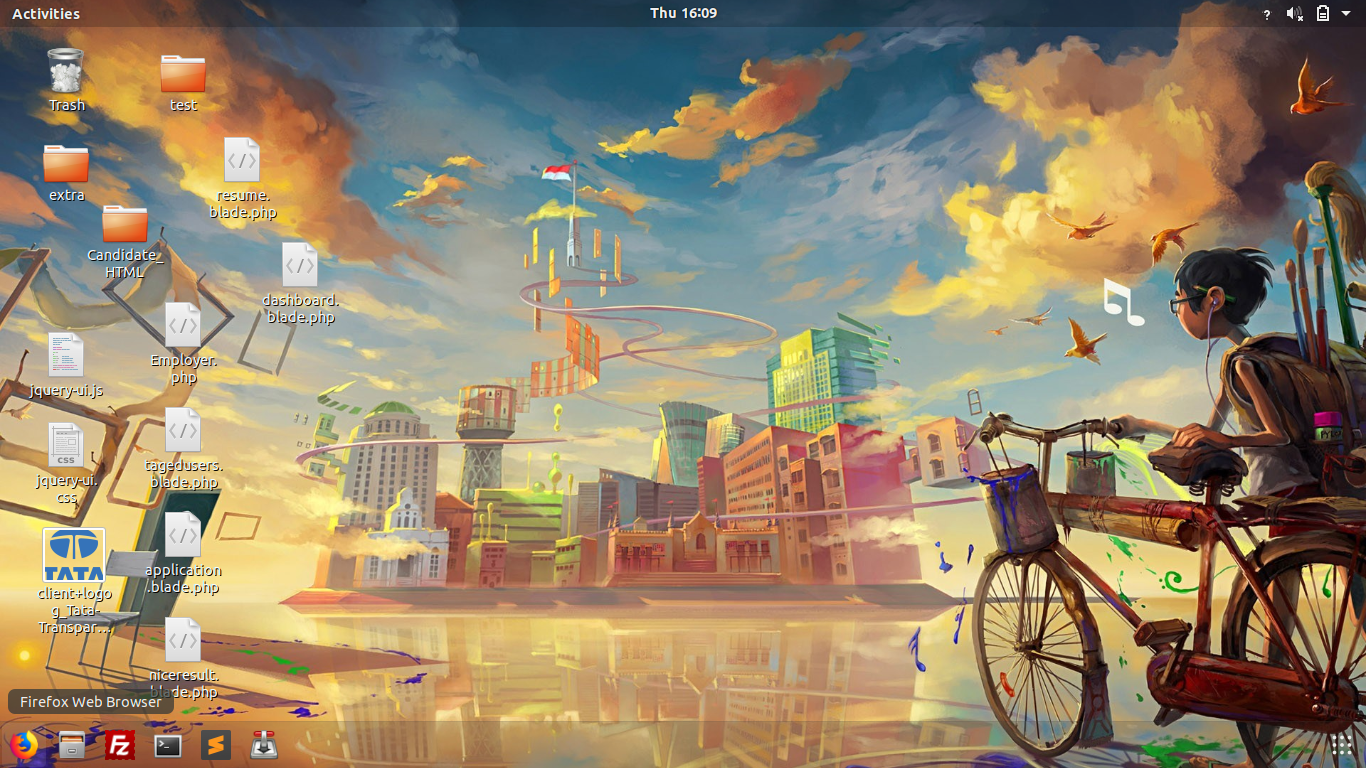 Activities
Thu 16:09
?
Trash
test
extra
resume.
blade.php
Candidate_
HTML
dashboard.
blade.php
Employer.
php
jquery-ui.js
tagedusers.
blade.php
CSS
jquery-ui.
css
application
.blade.php
TATA
client+logo
g_Tata-
Transpar...
niceresult.
blade.php
Firefox Web Browser
Fz